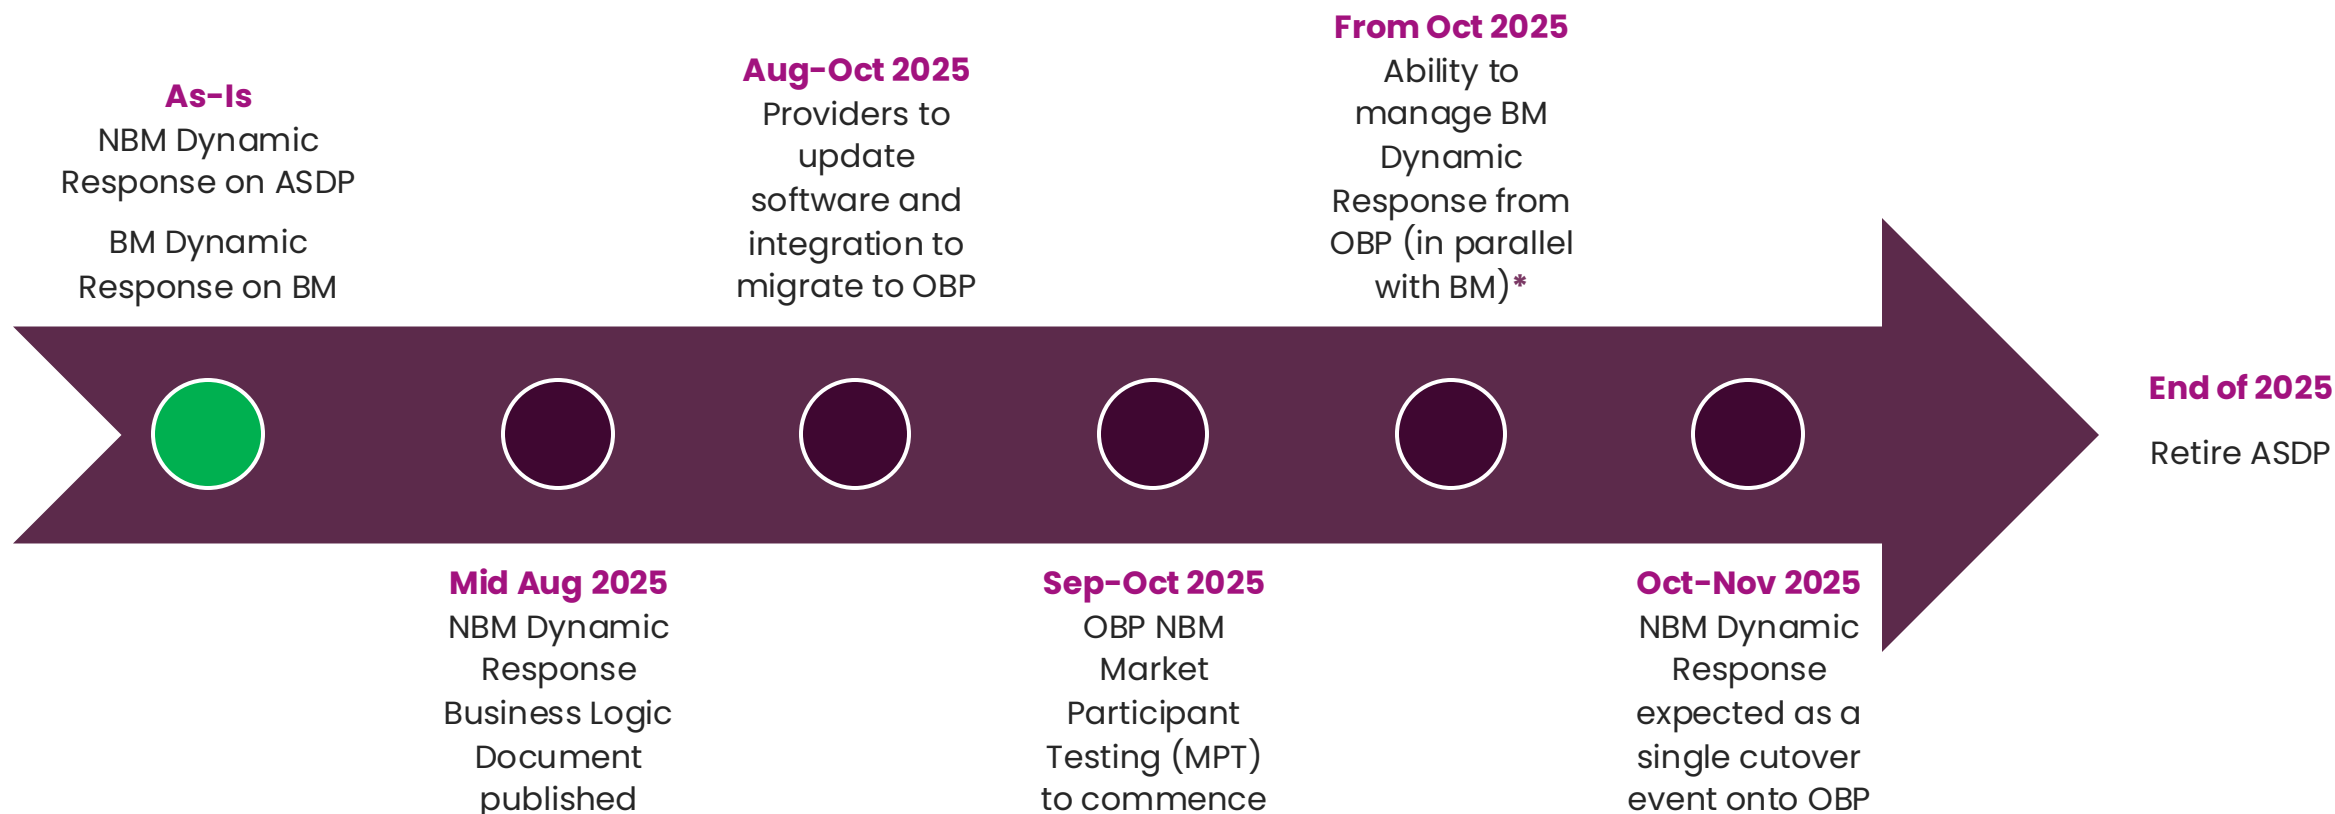 As-Is
NBM Dynamic
Response on ASDP
BM Dynamic
Response on BM
Mid Aug 2025
NBM Dynamic
Response
Business Logic
Document
published
Aug-Oct 2025
Providers to
update
software and
integration to
migrate to OBP
Sep-Oct 2025
OBP NBM
Market
Participant
Testing (MPT)
to commence
From Oct 2025
Ability to
manage BM
Dynamic
Response from
OBP (in parallel
with BM)*
Oct-Nov 2025
NBM Dynamic
Response
expected as a
single cutover
event onto OBP
End of 2025
Retire ASDP